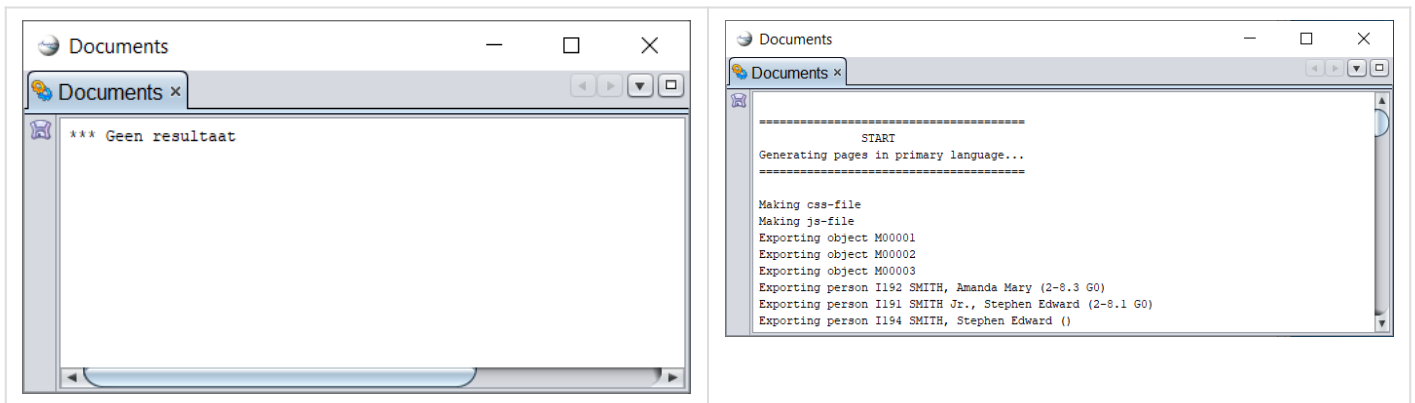 Documents
Documents ×
*** Geen resultaat
Documents
Documents ×
========================================
START
Generating pages in primary language...
========================================
Making css-file
Making js-file
Exporting object M00001
Exporting object M00002
Exporting object M00003
Exporting person I192 SMITH, Amanda Mary (2-8.3 G0)
Exporting person I191 SMITH Jr., Stephen Edward (2-8.1 G0)
Exporting person I194 SMITH, Stephen Edward ()